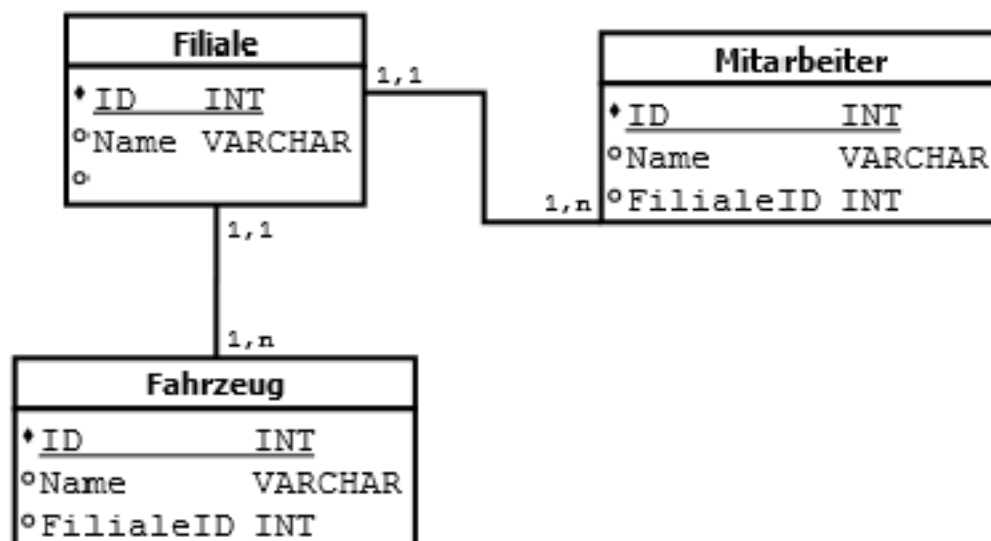 Filiale
ID INT
Name VARCHAR
1,1
Mitarbeiter
ID INT
Name VARCHAR
FilialeID INT
1,n
1,1
1,n
Fahrzeug
ID INT
Name VARCHAR
FilialeID INT